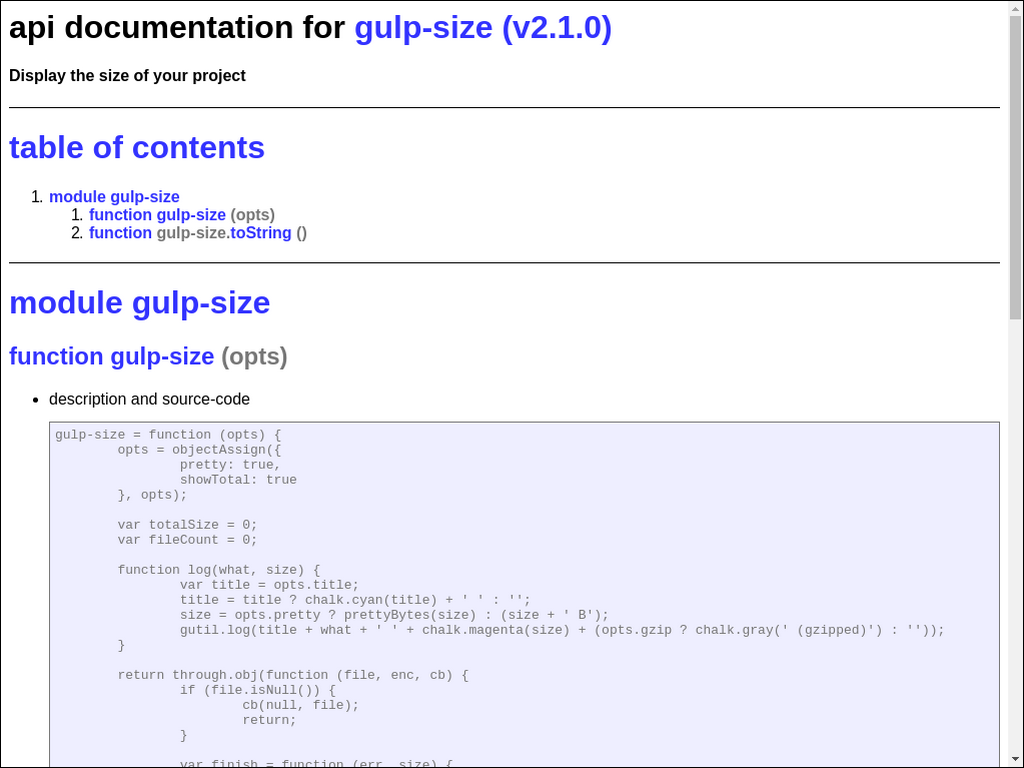 api documentation for gulp-size (v2.1.0)
Display the size of your project
table of contents
1. module gulp-size
1. function gulp-size (opts)
2. function gulp-size.toString ()
module gulp-size
function gulp-size (opts)
• description and source-code
gulp-size = function (opts) {
        opts = objectAssign({
                pretty: true,
                showTotal: true
        }, opts);
        var totalSize = 0;
        var fileCount = 0;
        function log(what, size) {
                var title = opts.title;
                title = title ? chalk.cyan(title) + ' ' : '';
                size = opts.pretty ? prettyBytes(size) : (size + ' B');
                gutil.log(title + what + ' ' + chalk.magenta(size) + (opts.gzip ? chalk.gray(' (gzipped)') : ''));
        }
        return through.obj(function (file, enc, cb) {
                if (file.isNull()) {
                        cb(null, file);
                        return;
                }
                var finish = function (err, size) {